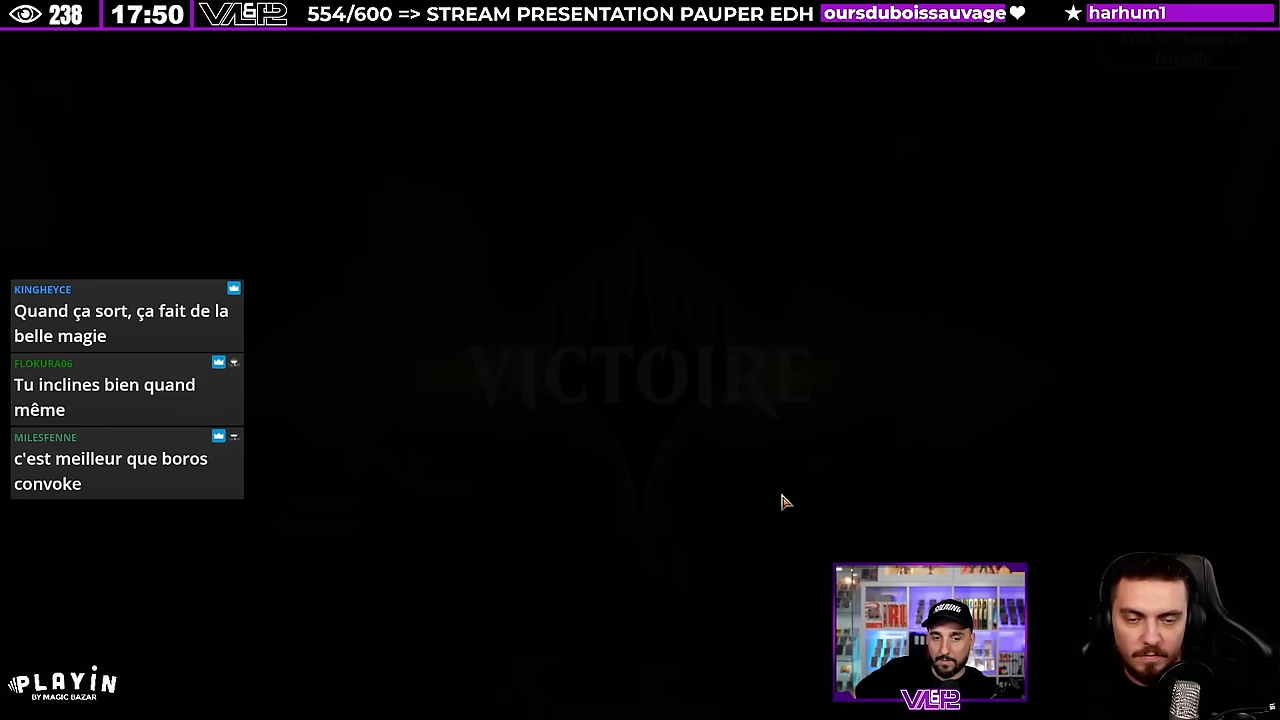 238
17:50
VALP2
554/600 => STREAM PRESENTATION PAUPER EDH
oursduboissauvage
harhum1
VICTOIRE
KINGHEYCE
Quand ça sort, ça fait de la
belle magie
FLOKURA06
Tu inclines bien quand
même
MILESFENNE
c'est meilleur que boros
convoke
PLAYIN
BY MAGIC BAZAR